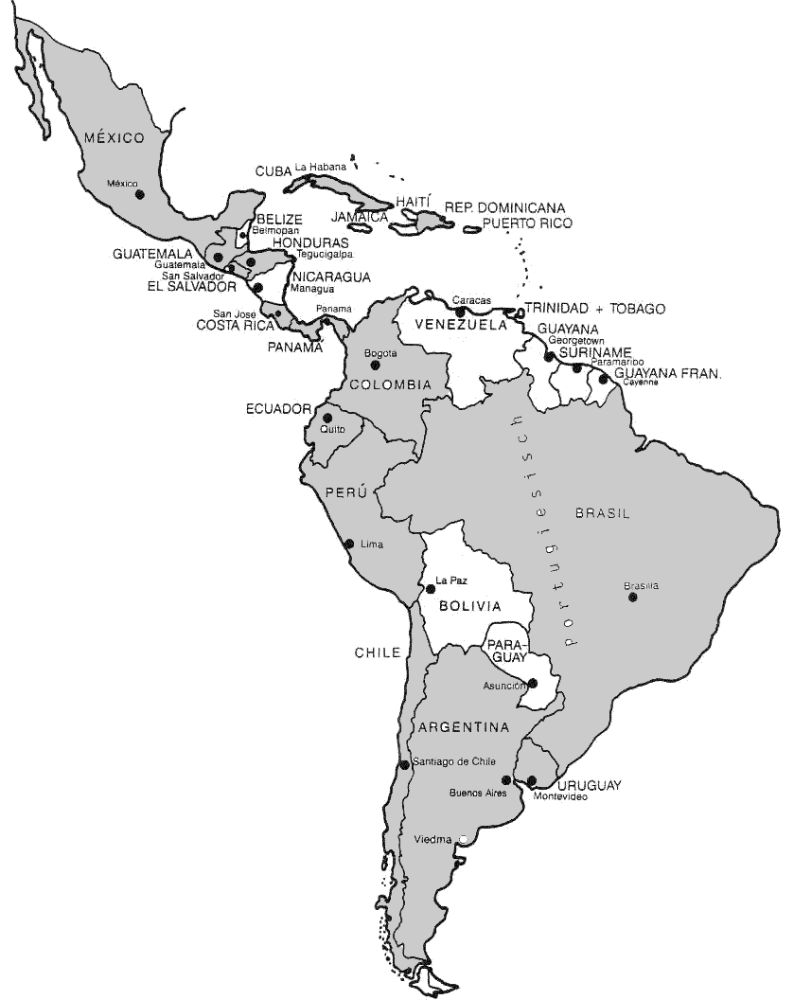 MÉXICO
México
CUBA
La Habana
HAITÍ
JAMAICA
REP. DOMINICANA
PUERTO RICO
BELIZE
Belmopan
HONDURAS
Tegucigalpa
GUATEMALA
Guatemala
San Salvador
EL SALVADOR
NICARAGUA
Managua
San José
COSTA RICA
Panama
PANAMÁ
Caracas
VENEZUELA
TRINIDAD + TOBAGO
GUAYANA
Georgetown
SURINAME
Paramaribo
GUAYANA FRAN.
Cayenne
Bogotá
COLOMBIA
ECUADOR
Quito
PERÚ
Lima
BRASIL
Brasilia
portugiesisch
La Paz
BOLIVIA
CHILE
PARA-
GUAY
Asunción
ARGENTINA
Santiago de Chile
Buenos Aires
URUGUAY
Montevideo
Viedma